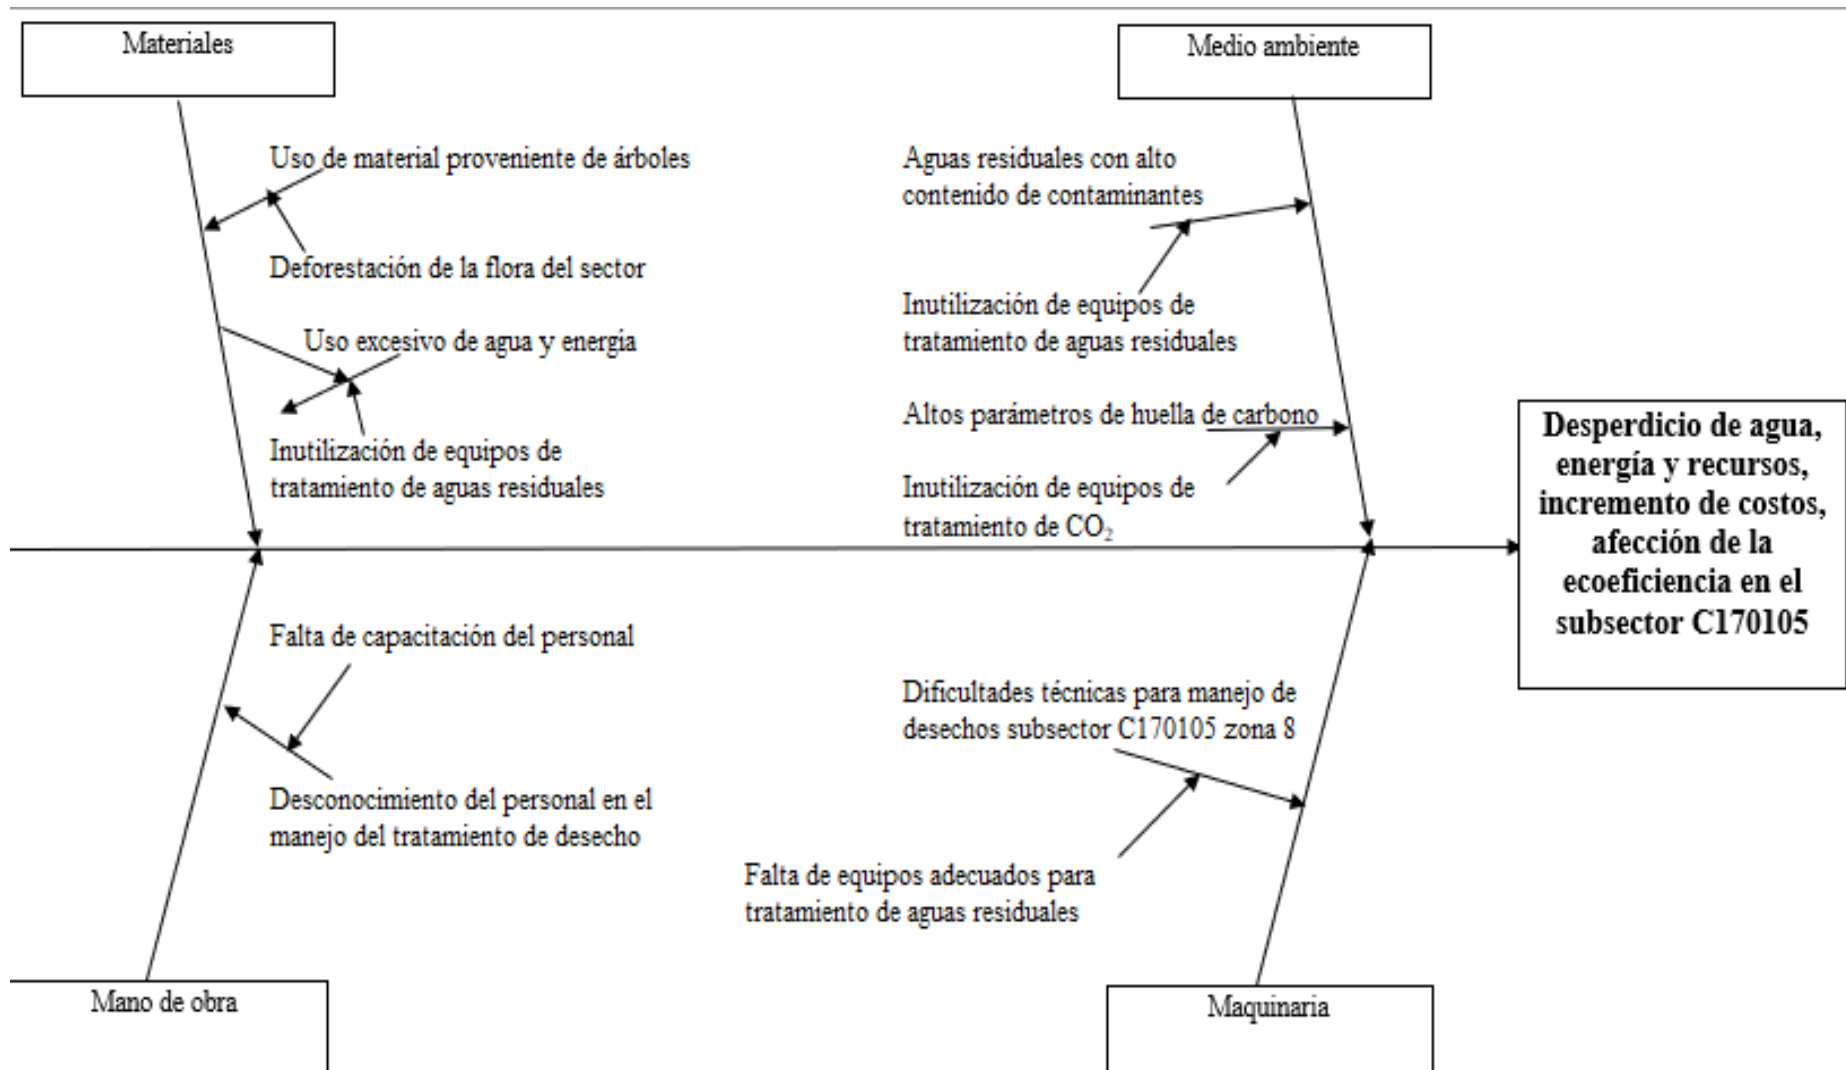 Materiales
Medio ambiente
Uso de material proveniente de árboles
Deforestación de la flora del sector
Uso excesivo de agua y energía
Inutilización de equipos de
tratamiento de aguas residuales
Aguas residuales con alto
contenido de contaminantes
Inutilización de equipos de
tratamiento de aguas residuales
Altos parámetros de huella de carbono
Inutilización de equipos de
tratamiento de CO₂
Desperdicio de agua,
energía y recursos,
incremento de costos,
afección de la
ecoeficiencia en el
subsector C170105
Falta de capacitación del personal
Desconocimiento del personal en el
manejo del tratamiento de desecho
Dificultades técnicas para manejo de
desechos subsector C170105 zona 8
Falta de equipos adecuados para
tratamiento de aguas residuales
Mano de obra
Maquinaria